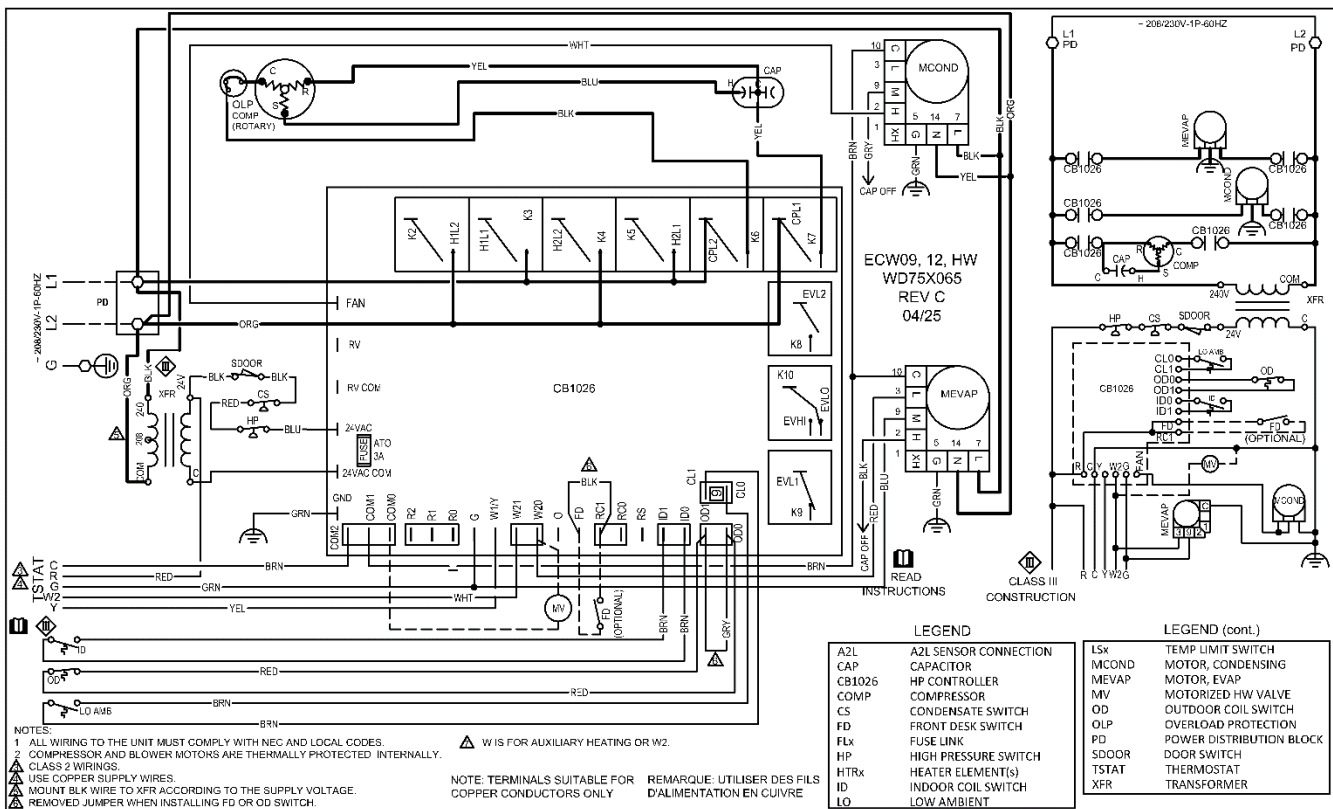 ~ 208/230V-1P-60HZ
L1
L2
G
PD
C
R
S
OLP
COMP
(ROTARY)
WHT
YEL
BLU
BLK
H
C
CAP
YEL
BRN
GRY
CAP OFF
10
3
9
2
1
C
L
M
H
XH
MCOND
5 14 7
G N L
GRN
BLK
YEL
BLK
ORG
K2
H1L2
H1L1
K3
H2L2
K4
K5
H2L1
CPL2
K6
CPL1
K7
EVL2
K8
K10
EVLO
EVHI
EVL1
K9
ECW09, 12, HW
WD75X065
REV C
04/25
FAN
ORG
RV
RV COM
CB1026
24VAC
FUSE
ATO
3A
24VAC COM
GND
GRN
ORG
BLK
III
XFR
240
208
COM
24V
C
5
BLK
SDOOR
RED
CS
HP
BLU
COM2
COM1
COM0
R2
R1
R0
G
W1/Y
W21
W20
O
FD
RC1
RC0
RS
ID1
ID0
OD1
OD0
CL1
CL0
6
BLK
10
3
9
2
1
C
L
M
H
XH
MEVAP
5 14 7
G N L
GRN
CAP OFF
BLK
RED
BLU
READ
INSTRUCTIONS
TSTAT
3
4
C
R
G
W2
Y
BRN
RED
GRN
WHT
YEL
BRN
MV
FD
(OPTIONAL)
BRN
BRN
GRY
6
III
ID
OD
LO AMB
RED
RED
BRN
BRN
NOTES:
1 ALL WIRING TO THE UNIT MUST COMPLY WITH NEC AND LOCAL CODES.
2 COMPRESSOR AND BLOWER MOTORS ARE THERMALLY PROTECTED INTERNALLY.
3 CLASS 2 WIRINGS.
4 USE COPPER SUPPLY WIRES.
5 MOUNT BLK WIRE TO XFR ACCORDING TO THE SUPPLY VOLTAGE.
6 REMOVED JUMPER WHEN INSTALLING FD OR OD SWITCH.
7 W IS FOR AUXILIARY HEATING OR W2.
NOTE: TERMINALS SUITABLE FOR
COPPER CONDUCTORS ONLY
REMARQUE: UTILISER DES FILS
D'ALIMENTATION EN CUIVRE
~ 208/230V-1P-60HZ
L1
PD
L2
PD
MEVAP
CB1026
CB1026
MCOND
CB1026
CB1026
CB1026
CB1026
R
C
S
CAP
C
H
COMP
240V
COM
XFR
24V
C
HP
CS
SDOOR
CB1026
CL0
CL1
LO AMB
OD0
OD1
OD
ID0
ID1
ID
FD
RC1
FD
(OPTIONAL)
R C Y W2 G FAN
MV
MEVAP
C
1
3 9 2
MCOND
R C Y W2 G
III
CLASS III
CONSTRUCTION
LEGEND
A2L A2L SENSOR CONNECTION
CAP CAPACITOR
CB1026 HP CONTROLLER
COMP COMPRESSOR
CS CONDENSATE SWITCH
FD FRONT DESK SWITCH
FLx FUSE LINK
HP HIGH PRESSURE SWITCH
HTRx HEATER ELEMENT(s)
ID INDOOR COIL SWITCH
LO LOW AMBIENT
LEGEND (cont.)
LSx TEMP LIMIT SWITCH
MCOND MOTOR, CONDENSING
MEVAP MOTOR, EVAP
MV MOTORIZED HW VALVE
OD OUTDOOR COIL SWITCH
OLP OVERLOAD PROTECTION
PD POWER DISTRIBUTION BLOCK
SDOOR DOOR SWITCH
TSTAT THERMOSTAT
XFR TRANSFORMER